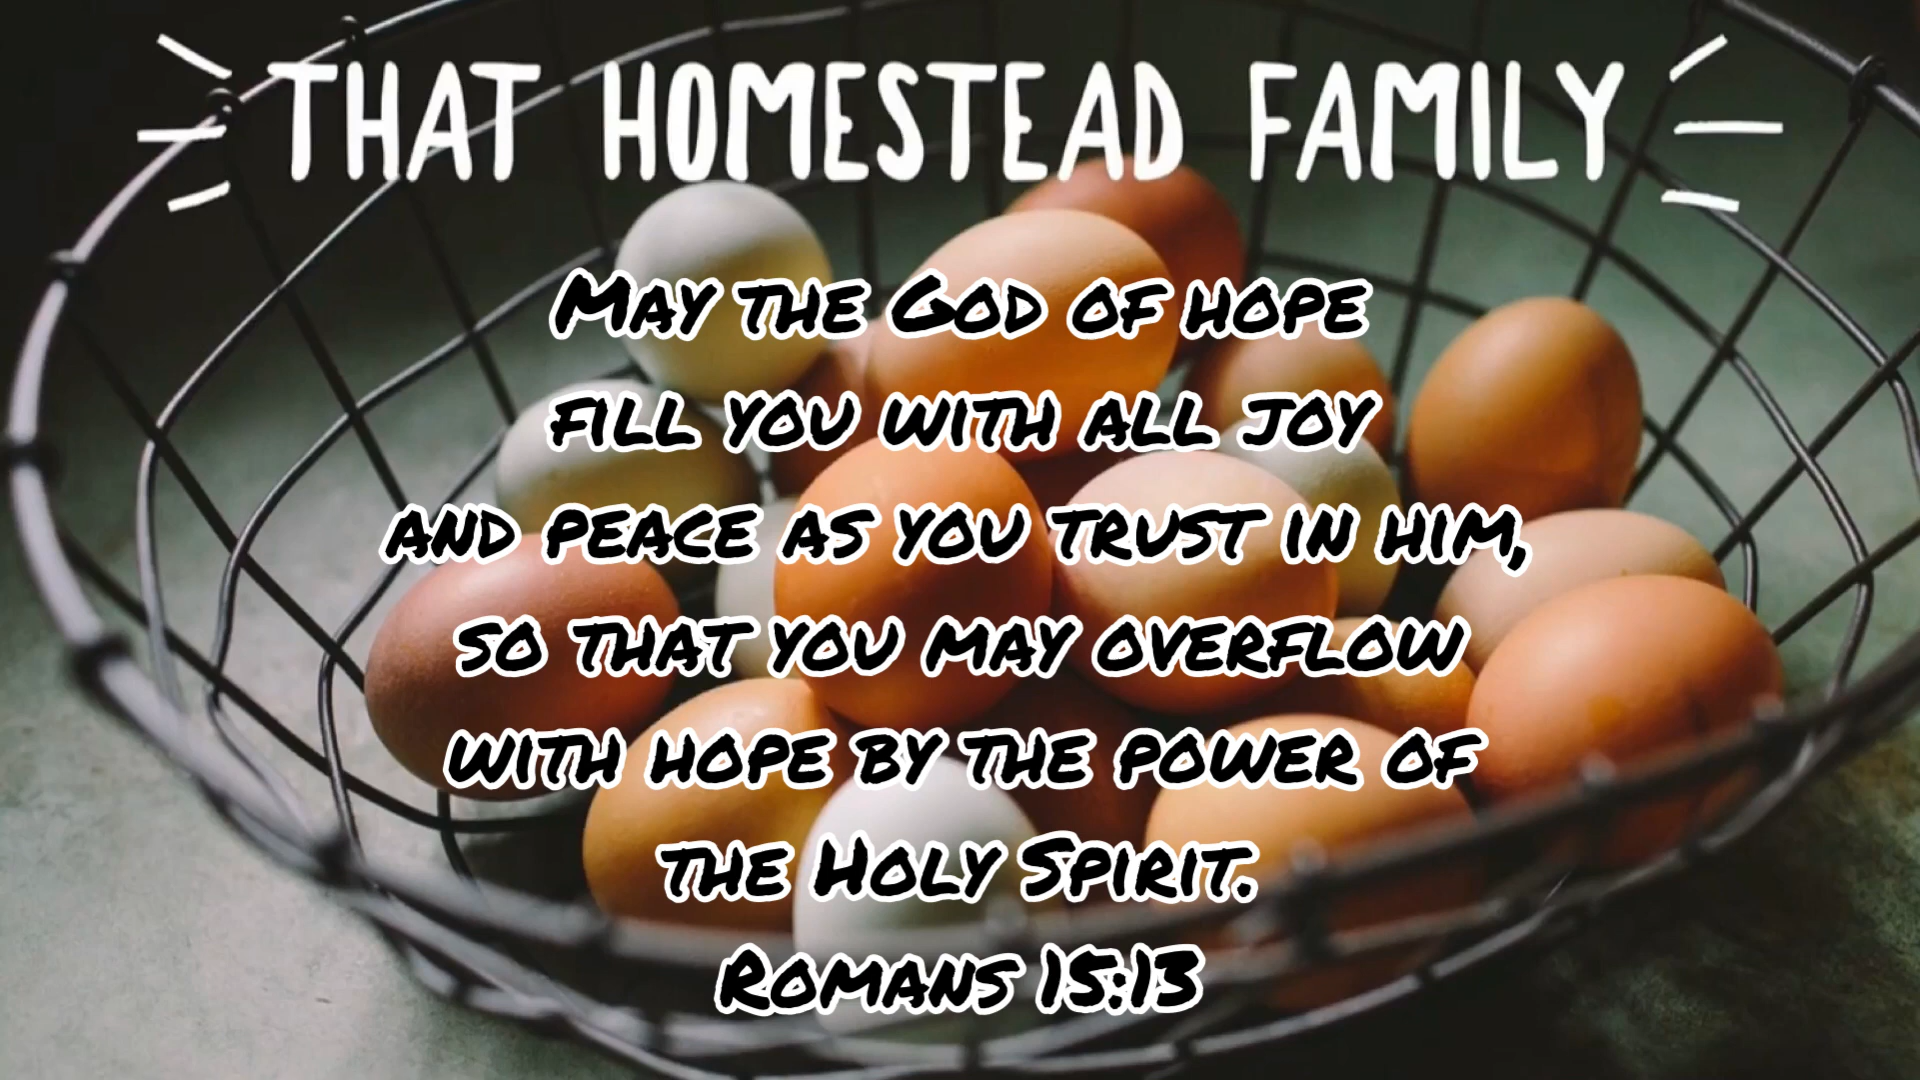 THAT HOMESTEAD FAMILY
May the God of hope
fill you with all joy
and peace as you trust in him,
so that you may overflow
with hope by the power of
the Holy Spirit.
Romans 15:13